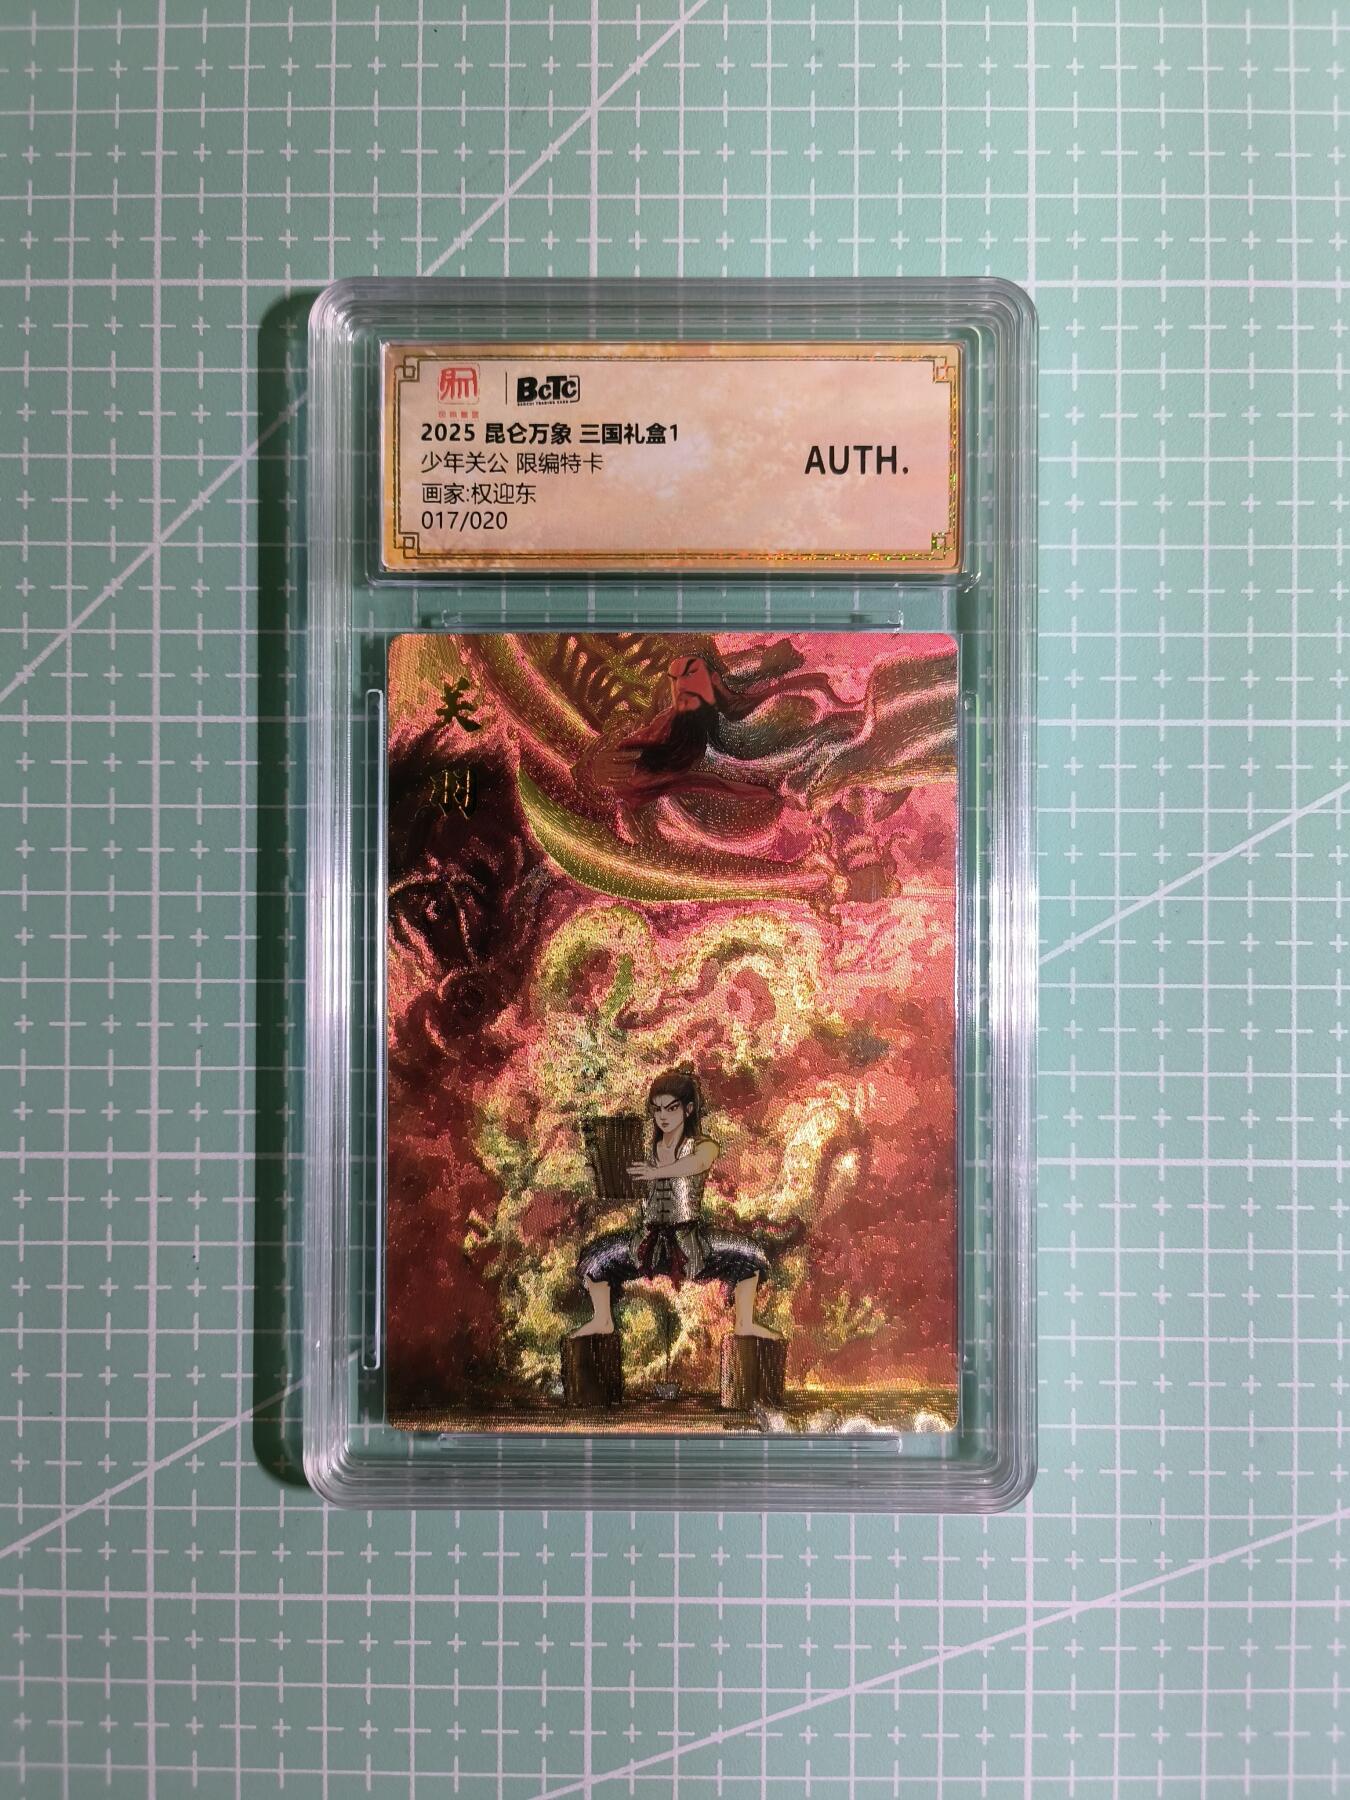 BCTC
2025 昆仑万象 三国礼盒1
少年关公 限编特卡
画家:权迎东
017/020
AUTH.
关
羽